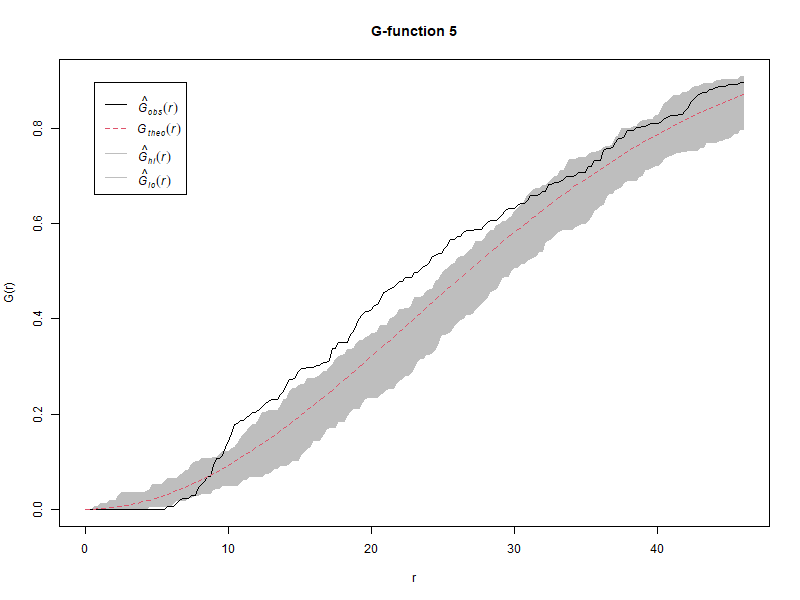 G-function 5
Ĝobs(r)
Gtheo(r)
Ĝhi(r)
Ĝlo(r)
G(r)
0.8
0.6
0.4
0.2
0.0
0 10 20 30 40
r